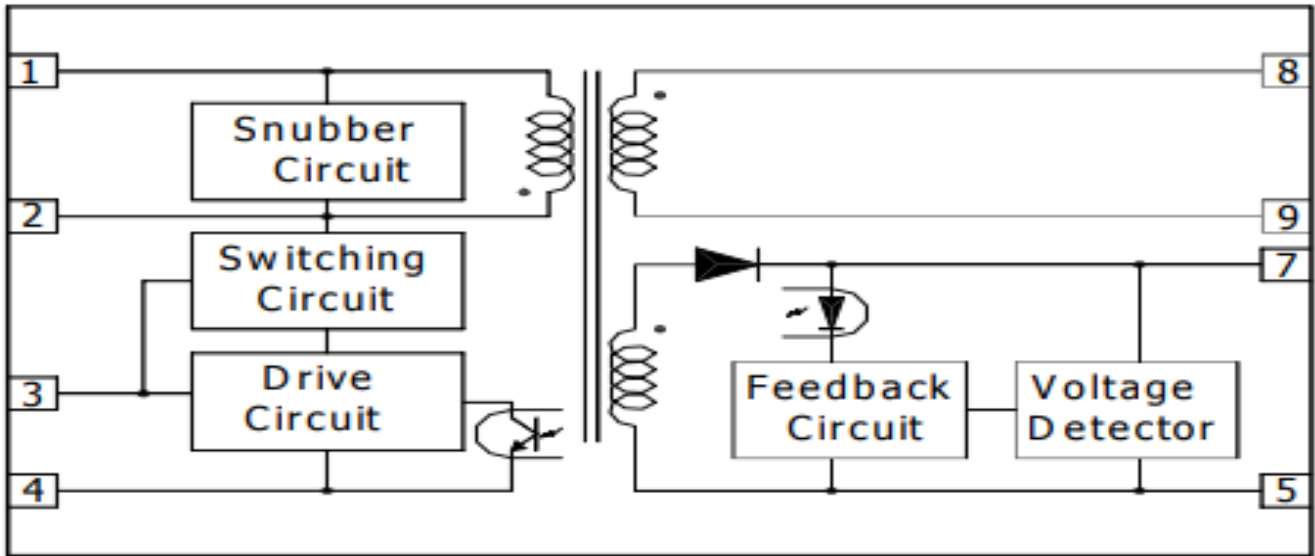 1
8
Snubber
Circuit
2
9
Switching
Circuit
7
3
Drive
Circuit
Feedback
Circuit
Voltage
Detector
4
5